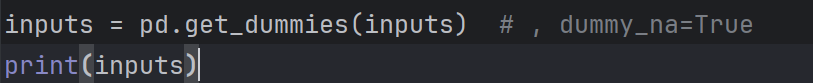 inputs = pd.get_dummies(inputs)  # , dummy_na=True
print(inputs)